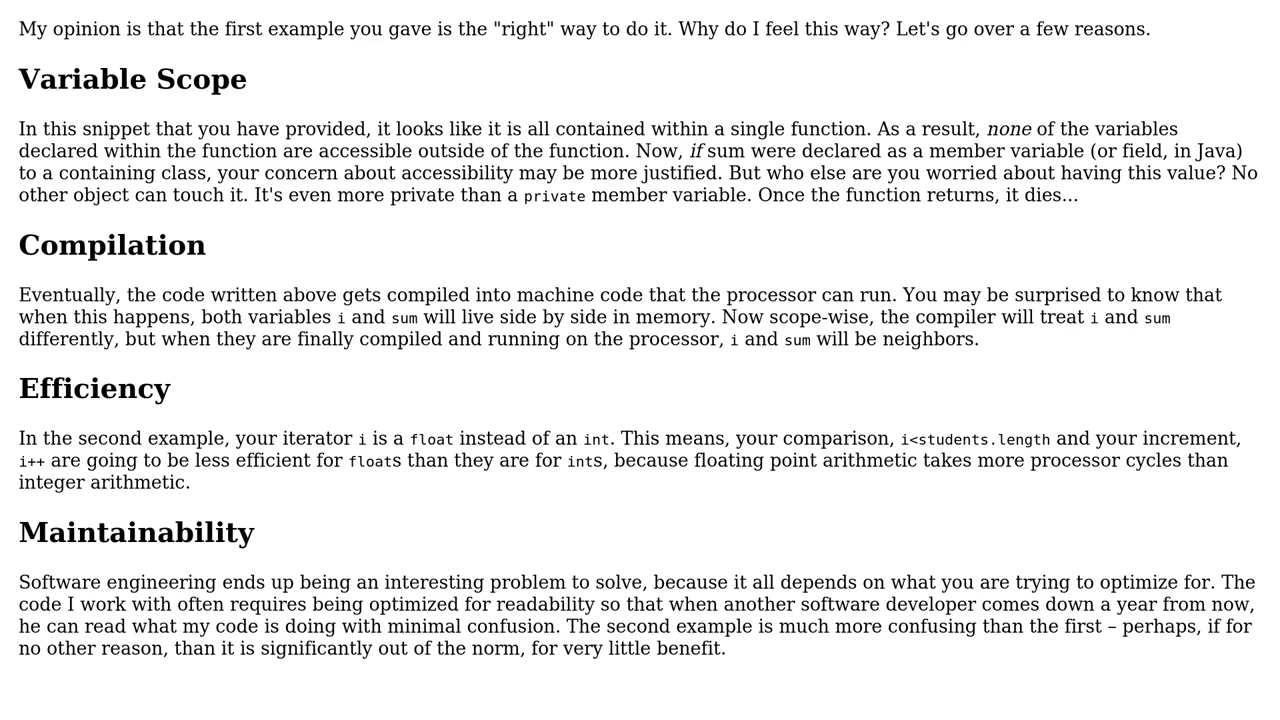 My opinion is that the first example you gave is the "right" way to do it. Why do I feel this way? Let's go over a few reasons.
Variable Scope
In this snippet that you have provided, it looks like it is all contained within a single function. As a result, none of the variables
declared within the function are accessible outside of the function. Now, if sum were declared as a member variable (or field, in Java)
to a containing class, your concern about accessibility may be more justified. But who else are you worried about having this value? No
other object can touch it. It's even more private than a private member variable. Once the function returns, it dies...
Compilation
Eventually, the code written above gets compiled into machine code that the processor can run. You may be surprised to know that
when this happens, both variables i and sum will live side by side in memory. Now scope-wise, the compiler will treat i and sum
differently, but when they are finally compiled and running on the processor, i and sum will be neighbors.
Efficiency
In the second example, your iterator i is a float instead of an int. This means, your comparison, i<students.length and your increment,
i++ are going to be less efficient for floats than they are for ints, because floating point arithmetic takes more processor cycles than
integer arithmetic.
Maintainability
Software engineering ends up being an interesting problem to solve, because it all depends on what you are trying to optimize for. The
code I work with often requires being optimized for readability so that when another software developer comes down a year from now,
he can read what my code is doing with minimal confusion. The second example is much more confusing than the first – perhaps, if for
no other reason, than it is significantly out of the norm, for very little benefit.